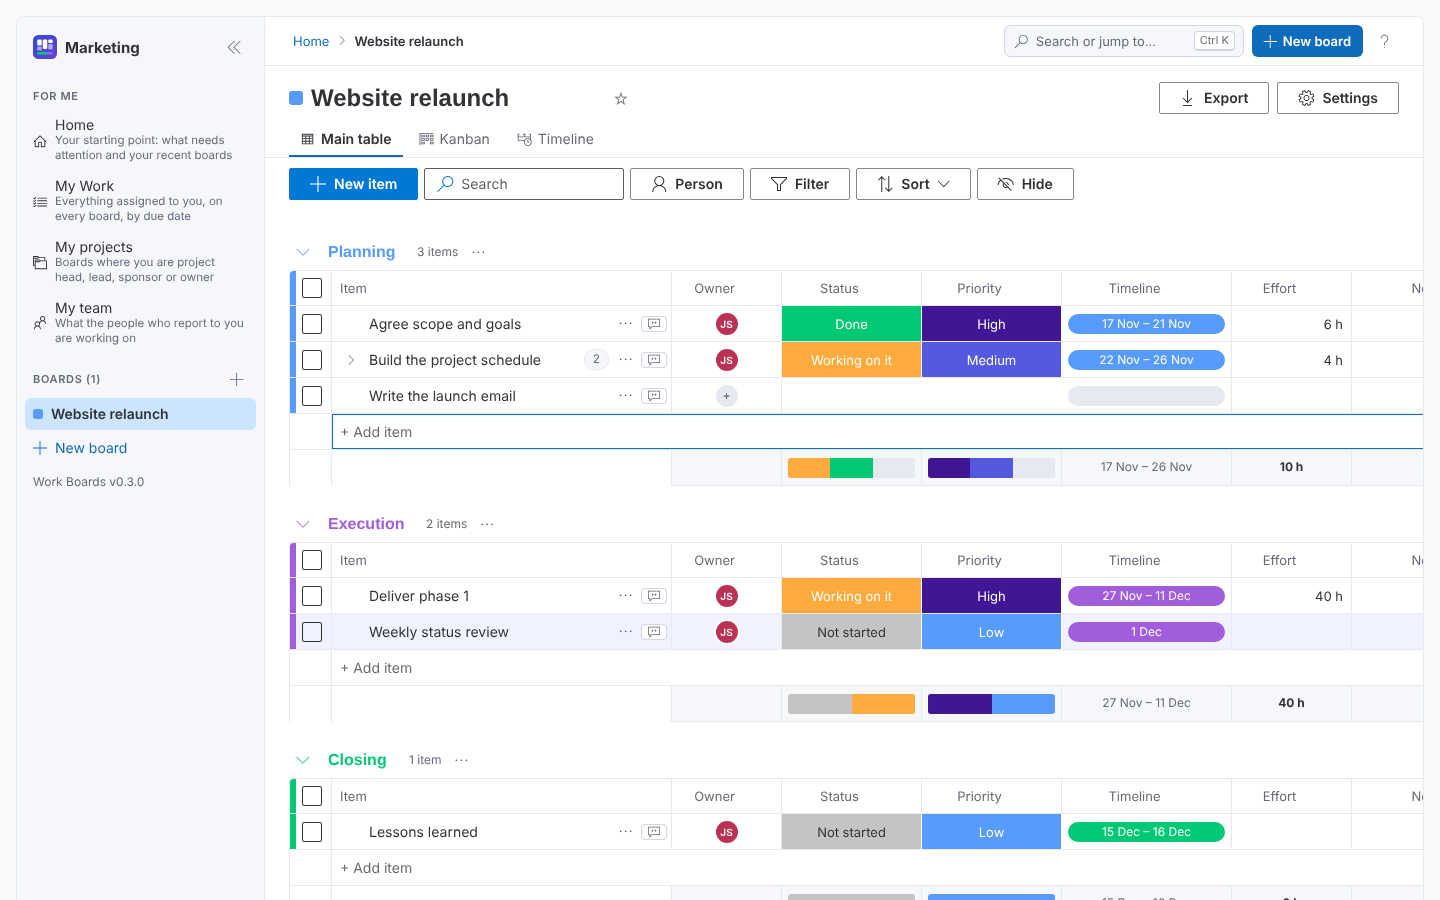 Marketing
FOR ME
Home
Your starting point: what needs
attention and your recent boards
My Work
Everything assigned to you, on
every board, by due date
My projects
Boards where you are project
head, lead, sponsor or owner
My team
What the people who report to you
are working on
BOARDS (1)
Website relaunch
New board
Work Boards v0.3.0
Home > Website relaunch
Search or jump to... Ctrl K
New board
?
Website relaunch
Export
Settings
Main table Kanban Timeline
New item Search Person Filter Sort Hide
Planning 3 items ...
Item Owner Status Priority Timeline Effort
Agree scope and goals ... JS Done High 17 Nov – 21 Nov 6 h
Build the project schedule 2 ... JS Working on it Medium 22 Nov – 26 Nov 4 h
Write the launch email ... +
+ Add item
17 Nov – 26 Nov 10 h
Execution 2 items ...
Item Owner Status Priority Timeline Effort
Deliver phase 1 ... JS Working on it High 27 Nov – 11 Dec 40 h
Weekly status review ... JS Not started Low 1 Dec
+ Add item
27 Nov – 11 Dec 40 h
Closing 1 item ...
Item Owner Status Priority Timeline Effort
Lessons learned ... JS Not started Low 15 Dec – 16 Dec
+ Add item